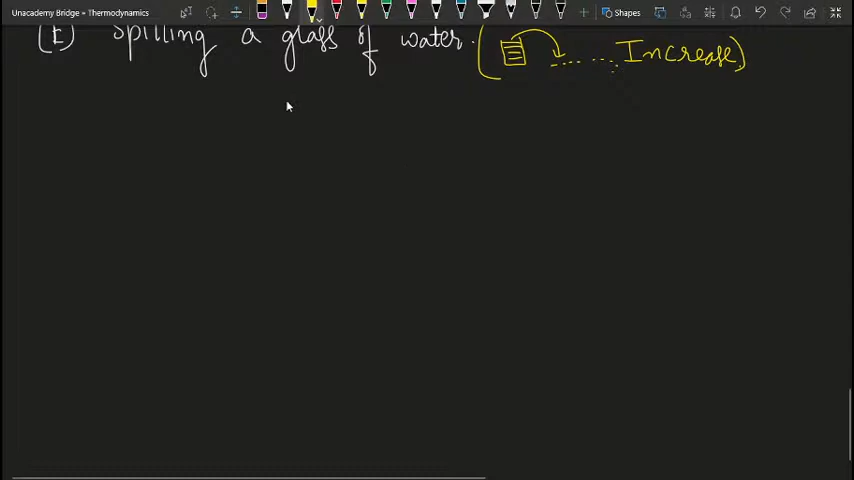 Unacademy Bridge » Thermodynamics
Shapes
(E) Spilling a glass of water. ( ..... Increase.)